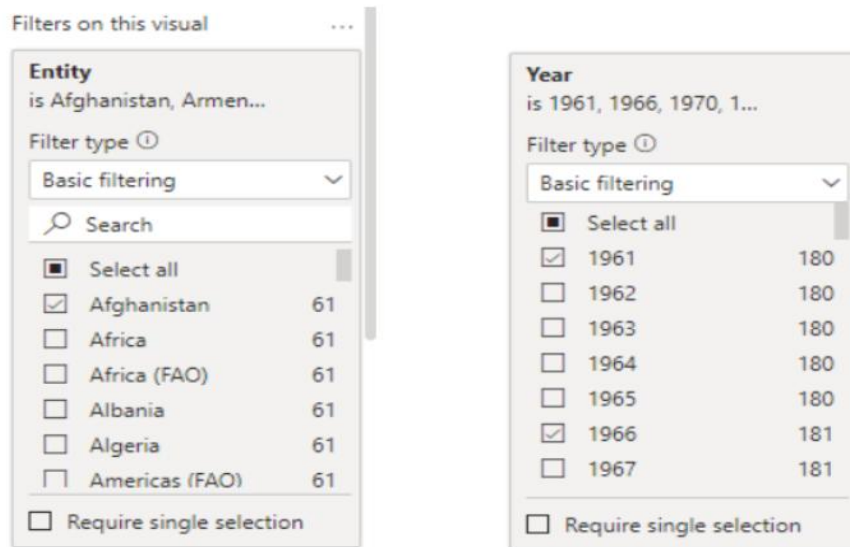 Filters on this visual ...
Entity
is Afghanistan, Armen...
Filter type
Basic filtering
Search
Select all
Afghanistan 61
Africa 61
Africa (FAO) 61
Albania 61
Algeria 61
Americas (FAO) 61
Require single selection
Year
is 1961, 1966, 1970, 1...
Filter type
Basic filtering
Select all
1961 180
1962 180
1963 180
1964 180
1965 180
1966 181
1967 181
Require single selection